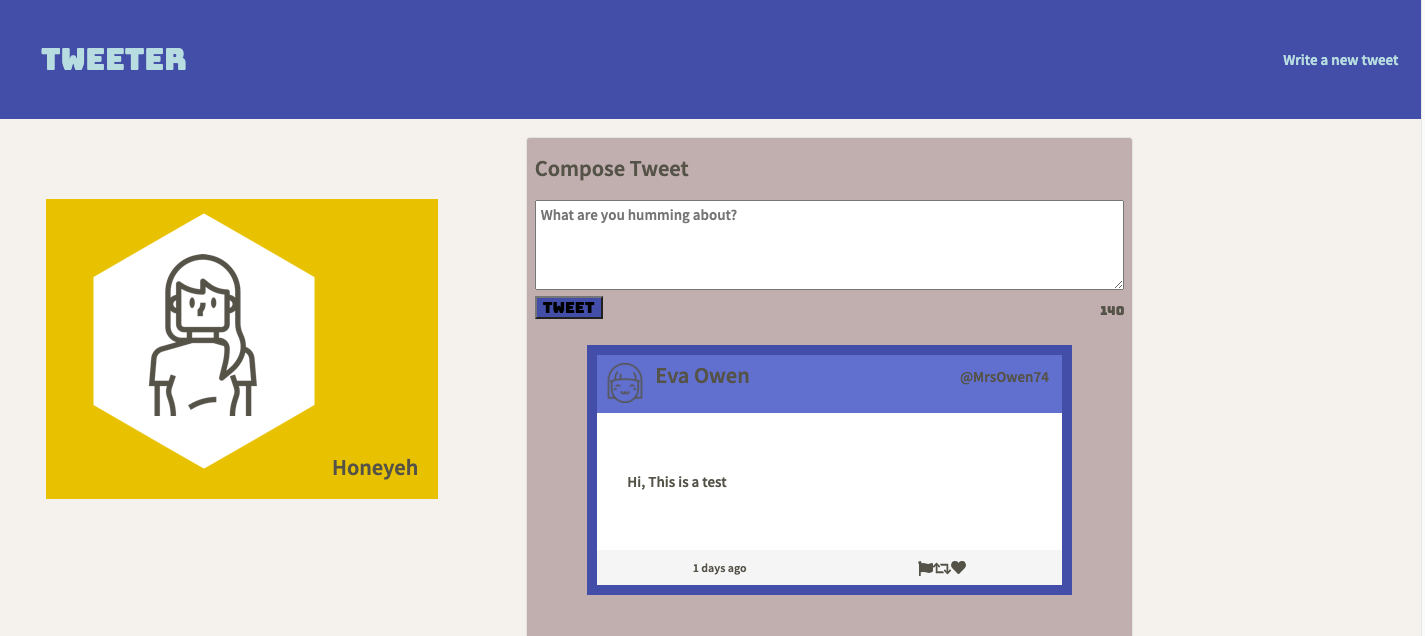 TWEETER
Write a new tweet
Compose Tweet
What are you humming about?
TWEET
140
Eva Owen
@MrsOwen74
Hi, This is a test
1 days ago
Honeyeh